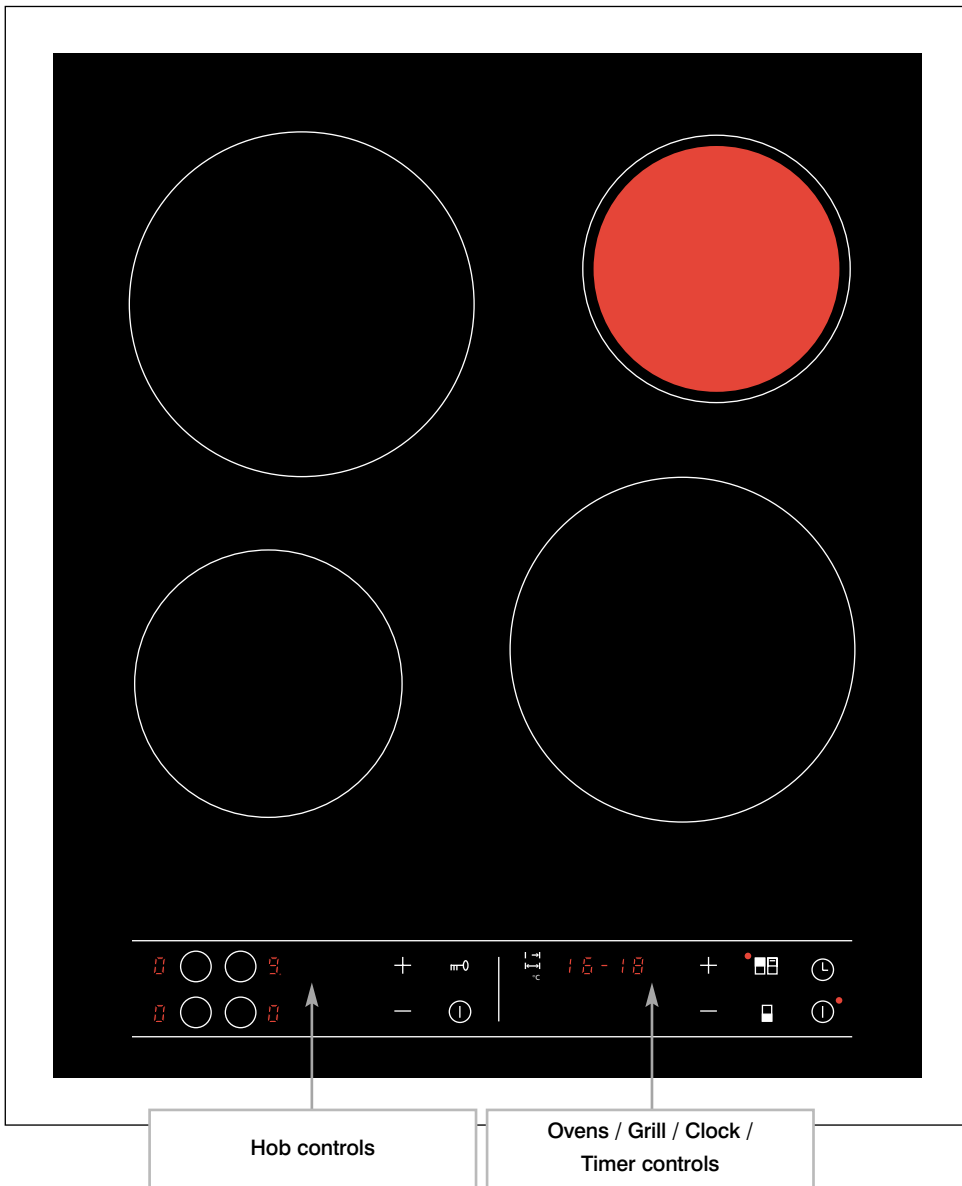 0 9.
+
+
16-18
°C
0 0
−
−
Hob controls
Ovens / Grill / Clock /
Timer controls